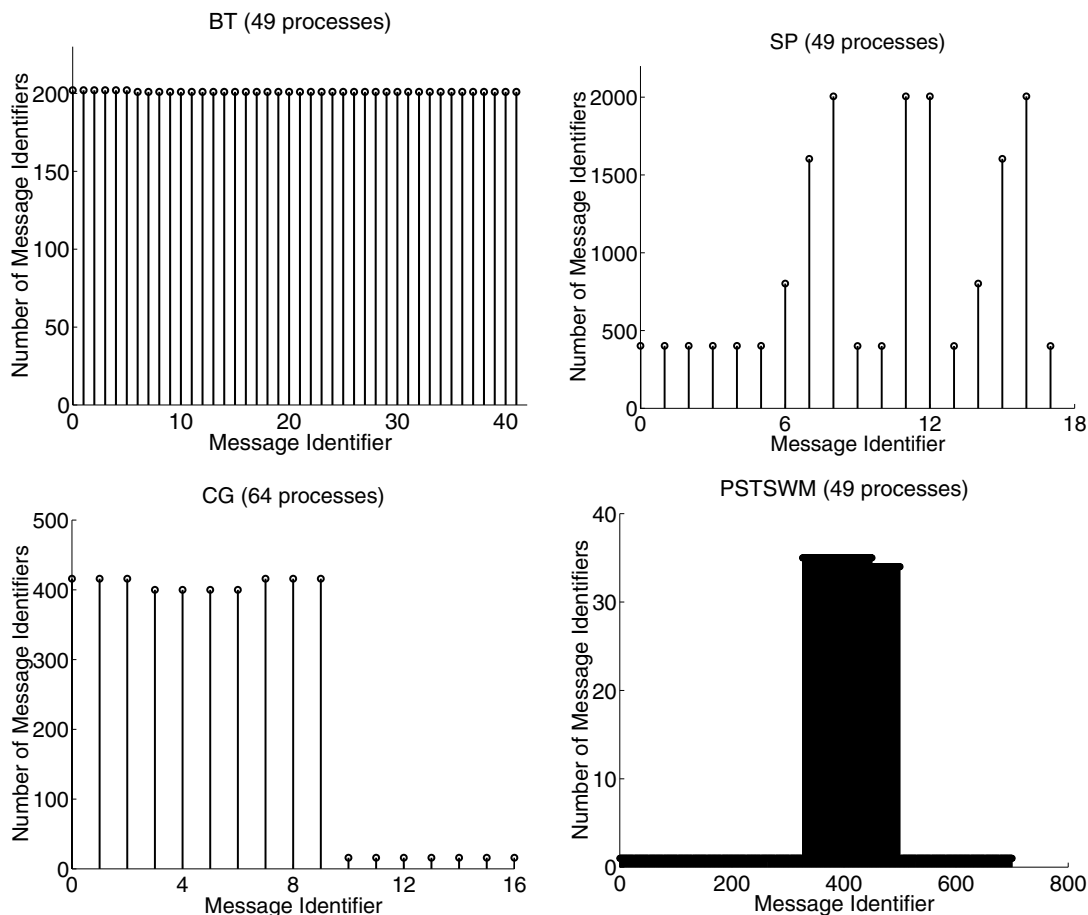 BT (49 processes)
Number of Message Identifiers
200
150
100
50
0
0 10 20 30 40
Message Identifier
SP (49 processes)
Number of Message Identifiers
2000
1500
1000
500
0
0 6 12 18
Message Identifier
CG (64 processes)
Number of Message Identifiers
500
400
300
200
100
0
0 4 8 12 16
Message Identifier
PSTSWM (49 processes)
Number of Message Identifiers
40
30
20
10
0
0 200 400 600 800
Message Identifier